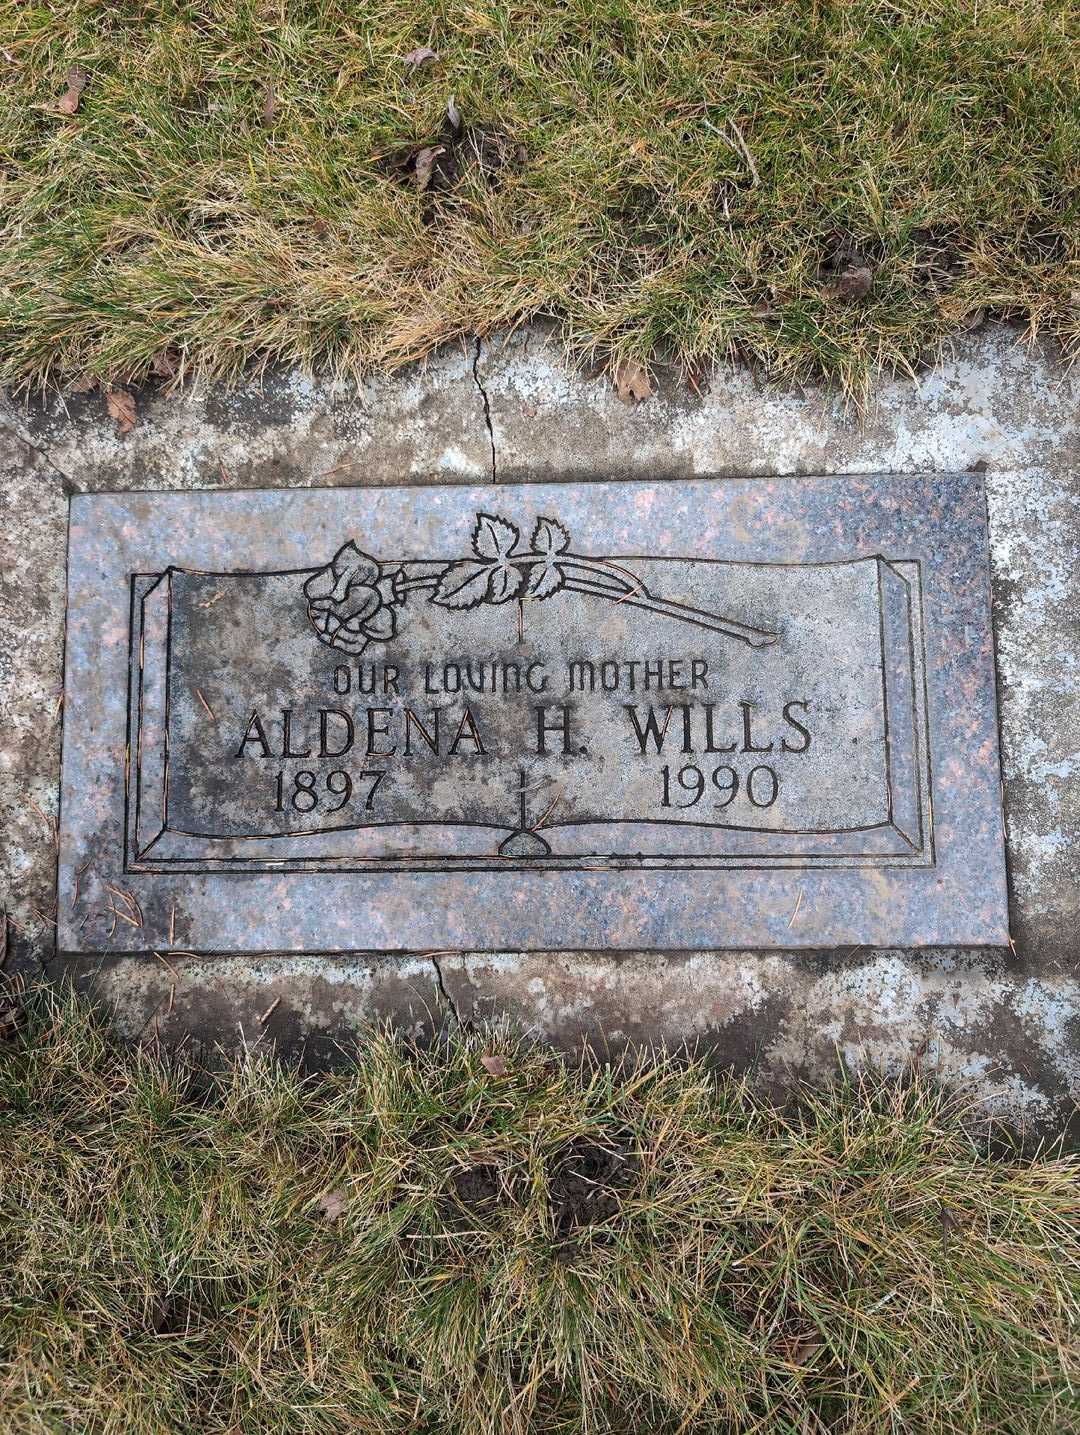 OUR LOVING MOTHER
ALDENA H. WILLS
1897 1990